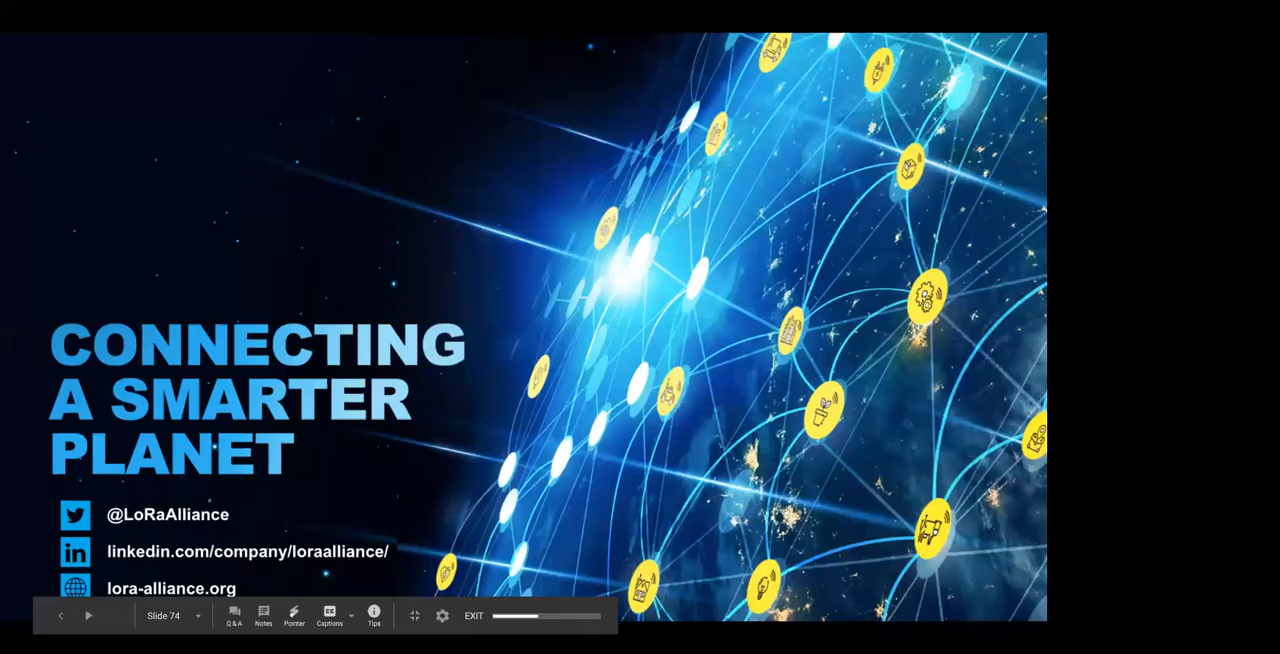 CONNECTING
A SMARTER
PLANET
@LoRaAlliance
linkedin.com/company/loraalliance/
lora-alliance.org
Slide 74
Q & A
Notes
Pointer
Captions
Tips
EXIT